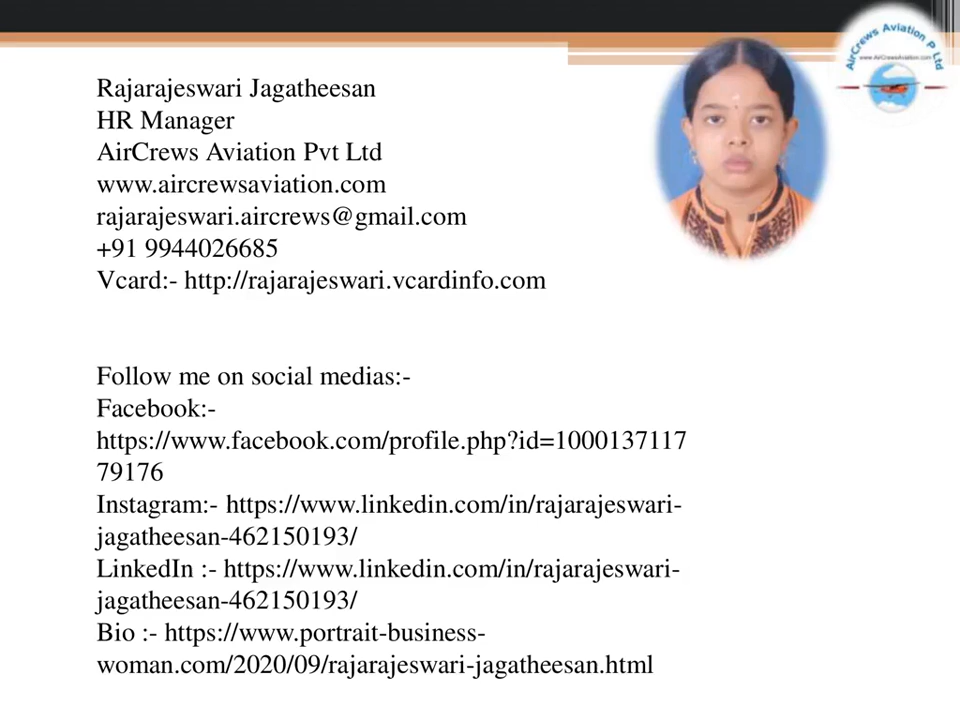 AirCrews Aviation P Ltd
www.AirCrewsAviation.com
Rajarajeswari Jagatheesan
HR Manager
AirCrews Aviation Pvt Ltd
www.aircrewsaviation.com
rajarajeswari.aircrews@gmail.com
+91 9944026685
Vcard:- http://rajarajeswari.vcardinfo.com
Follow me on social medias:-
Facebook:-
https://www.facebook.com/profile.php?id=1000137117
79176
Instagram:- https://www.linkedin.com/in/rajarajeswari-
jagatheesan-462150193/
LinkedIn :- https://www.linkedin.com/in/rajarajeswari-
jagatheesan-462150193/
Bio :- https://www.portrait-business-
woman.com/2020/09/rajarajeswari-jagatheesan.html